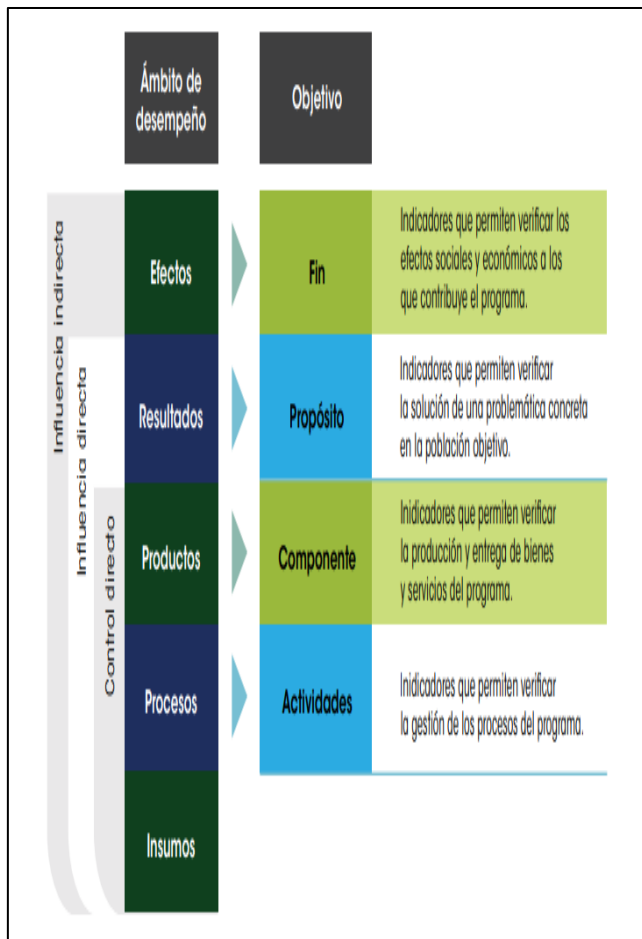 Ámbito de
desempeño
Objetivo
Influencia indirecta
Influencia directa
Control directo
Efectos
Fin
Indicadores que permiten verificar los
efectos sociales y económicos a los
que contribuye el programa.
Resultados
Propósito
Indicadores que permiten verificar
la solución de una problemática concreta
en la población objetivo.
Productos
Componente
Inidicadores que permiten verificar
la producción y entrega de bienes
y servicios del programa.
Procesos
Actividades
Inidicadores que permiten verificar
la gestión de los procesos del programa.
Insumos